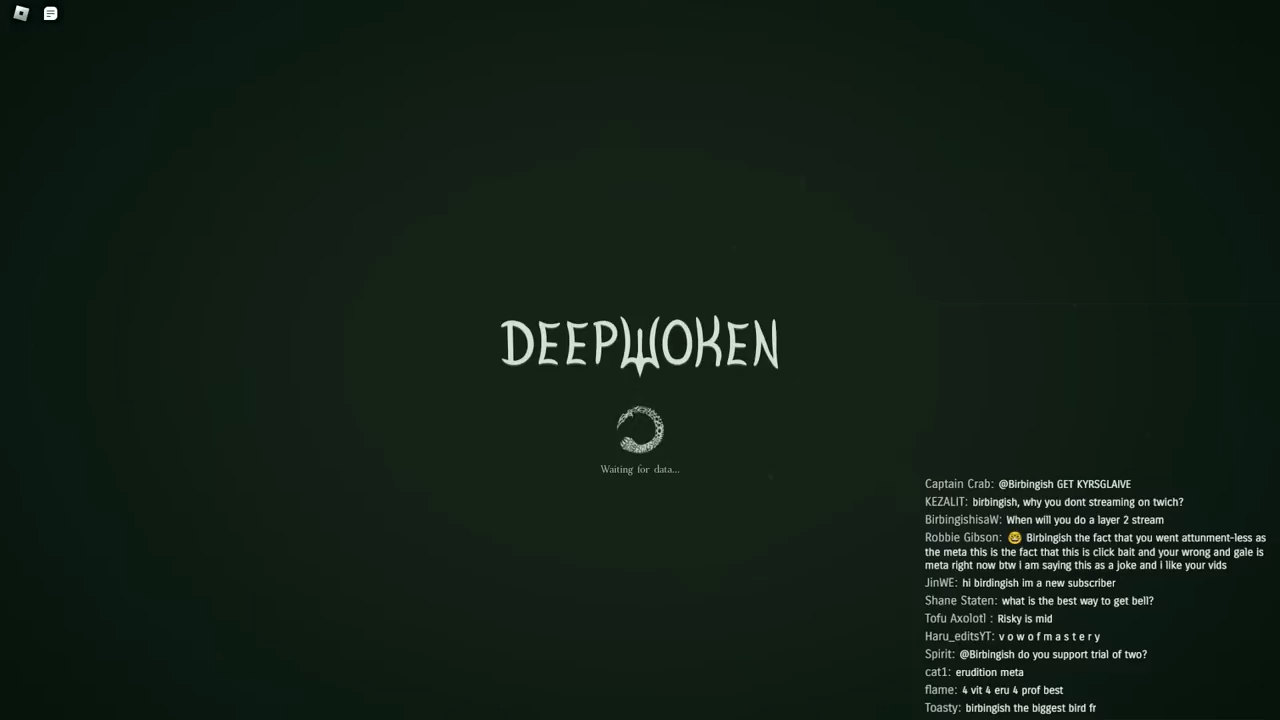 DEEPWOKEN
Waiting for data...
Captain Crab: @Birbingish GET KYRSGLAIVE
KEZALIT: birbingish, why you dont streaming on twich?
BirbingishisaW: When will you do a layer 2 stream
Robbie Gibson: 🤓 Birbingish the fact that you went attunment-less as
the meta this is the fact that this is click bait and your wrong and gale is
meta right now btw i am saying this as a joke and i like your vids
JinWE: hi birdingish im a new subscriber
Shane Staten: what is the best way to get bell?
Tofu Axolotl : Risky is mid
Haru_editsYT: v o w o f m a s t e r y
Spirit: @Birbingish do you support trial of two?
cat1: erudition meta
flame: 4 vit 4 eru 4 prof best
Toasty: birbingish the biggest bird fr